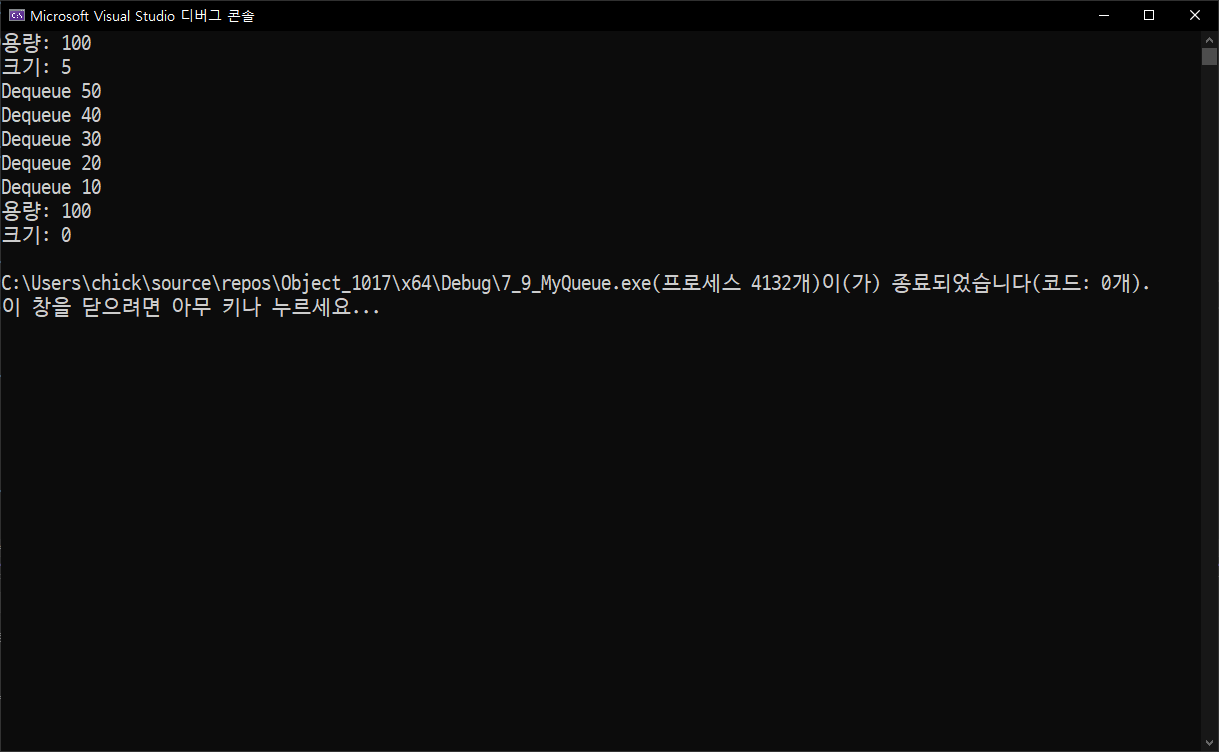 Microsoft Visual Studio 디버그 콘솔
용량: 100
크기: 5
Dequeue 50
Dequeue 40
Dequeue 30
Dequeue 20
Dequeue 10
용량: 100
크기: 0
C:\Users\chick\source\repos\Object_1017\x64\Debug\7_9_MyQueue.exe(프로세스 4132개)이(가) 종료되었습니다(코드: 0개).
이 창을 닫으려면 아무 키나 누르세요...